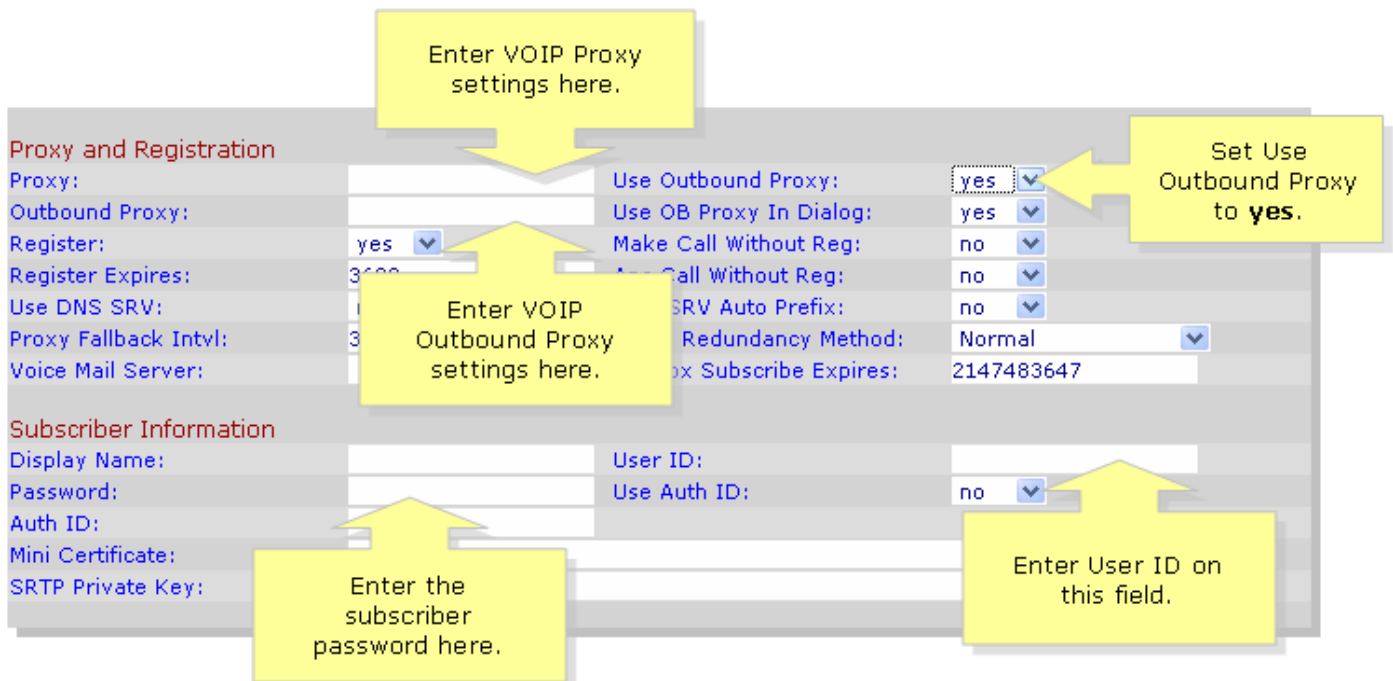 Enter VOIP Proxy
settings here.
Proxy and Registration
Proxy:
Use Outbound Proxy: yes
Set Use
Outbound Proxy
to yes.
Outbound Proxy:
Use OB Proxy In Dialog: yes
Register: yes
Make Call Without Reg: no
Register Expires:
Call Without Reg: no
Use DNS SRV:
SRV Auto Prefix: no
Proxy Fallback Intvl:
Redundancy Method: Normal
Voice Mail Server:
Subscribe Expires: 2147483647
Enter VOIP
Outbound Proxy
settings here.
Subscriber Information
Display Name:
User ID:
Password:
Use Auth ID: no
Auth ID:
Mini Certificate:
SRTP Private Key:
Enter the
subscriber
password here.
Enter User ID on
this field.